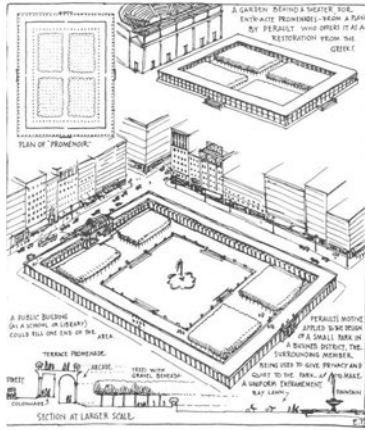 A GARDEN BEHIND A THEATER FOR
ENTR'ACTE PROMENADES - FROM A PLAN
BY PERAULT WHO OFFERS IT AS A
RESTORATION FROM THE
GREEKS.
PLAN OF "PROMENOIR"
A PUBLIC BUILDING
(AS A SCHOOL OR LIBRARY)
COULD FILL ONE END OF THE
AREA
PERAULT'S MOTIVE
APPLIED TO THE DESIGN
OF A SMALL PARK IN
A BUSINESS DISTRICT, THE
SURROUNDING MEMBER
BEING USED TO GIVE PRIVACY AND
QUIET TO THE PARK, AND MAKE
A UNIFORM ENFRAMEMENT
TERRACE PROMENADE
STREET
ARCADE
TREES WITH
GRAVEL BENEATH
COLONNADE
LAWN
FOUNTAIN
SECTION AT LARGER SCALE